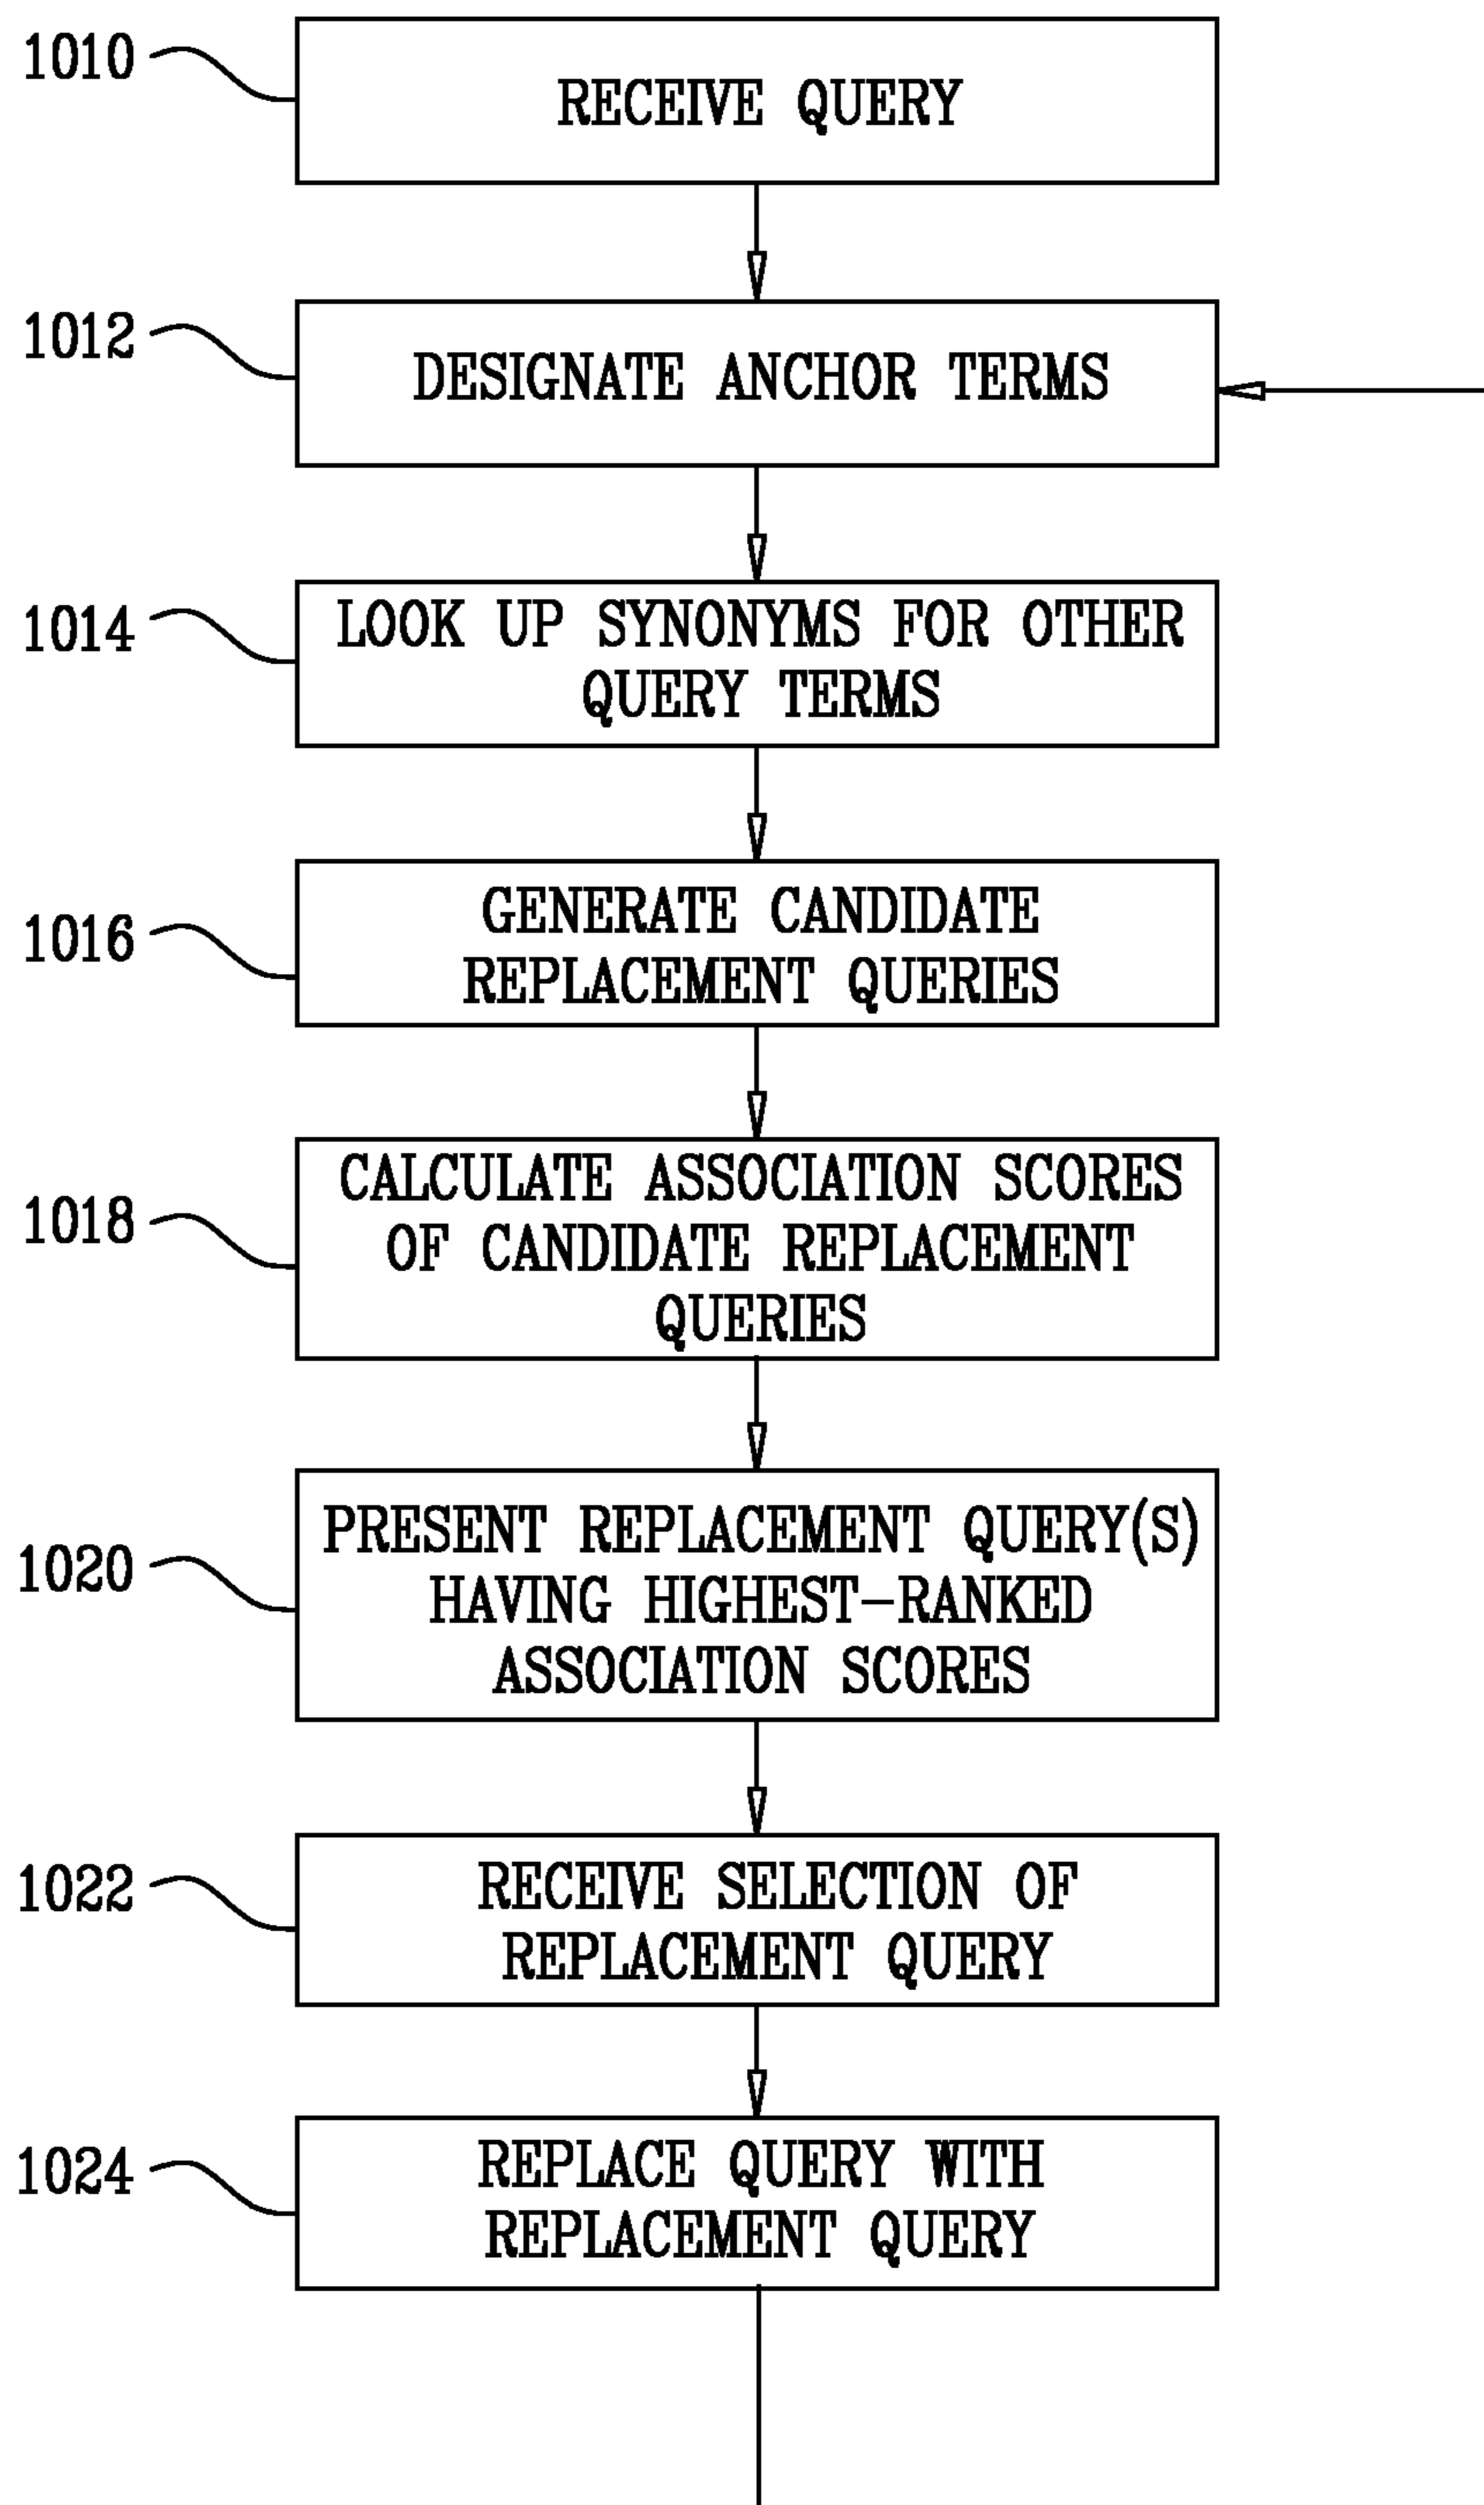 1010
RECEIVE QUERY
1012
DESIGNATE ANCHOR TERMS
1014
LOOK UP SYNONYMS FOR OTHER
QUERY TERMS
1016
GENERATE CANDIDATE
REPLACEMENT QUERIES
1018
CALCULATE ASSOCIATION SCORES
OF CANDIDATE REPLACEMENT
QUERIES
1020
PRESENT REPLACEMENT QUERY(S)
HAVING HIGHEST-RANKED
ASSOCIATION SCORES
1022
RECEIVE SELECTION OF
REPLACEMENT QUERY
1024
REPLACE QUERY WITH
REPLACEMENT QUERY